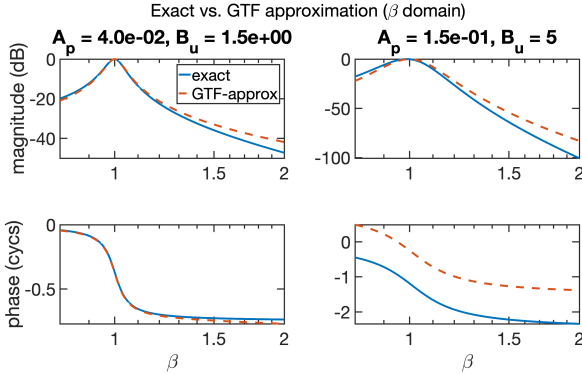 Exact vs. GTF approximation (β domain)
A_p = 4.0e-02, B_u = 1.5e+00
A_p = 1.5e-01, B_u = 5
magnitude (dB)
0
-20
-40
exact
GTF-approx
1
1.5
2
0
-50
-100
1
1.5
2
phase (cycs)
0
-0.5
1
1.5
2
β
0
-1
-2
1
1.5
2
β